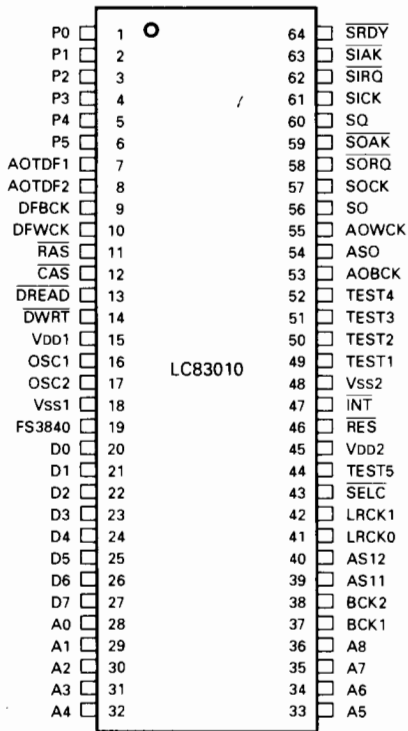 P0 1 64 SRDY
P1 2 63 SIAK
P2 3 62 SIRQ
P3 4 61 SICK
P4 5 60 SQ
P5 6 59 SOAK
AOTDF1 7 58 SORQ
AOTDF2 8 57 SOCK
DFBCK 9 56 SO
DFWCK 10 55 AOWCK
RAS 11 54 ASO
CAS 12 53 AOBCK
DREAD 13 52 TEST4
DWRT 14 51 TEST3
VDD1 15 50 TEST2
OSC1 16 49 TEST1
LC83010
OSC2 17 48 VSS2
VSS1 18 47 INT
FS3840 19 46 RES
D0 20 45 VDD2
D1 21 44 TEST5
D2 22 43 SELC
D3 23 42 LRCK1
D4 24 41 LRCK0
D5 25 40 AS12
D6 26 39 AS11
D7 27 38 BCK2
A0 28 37 BCK1
A1 29 36 A8
A2 30 35 A7
A3 31 34 A6
A4 32 33 A5